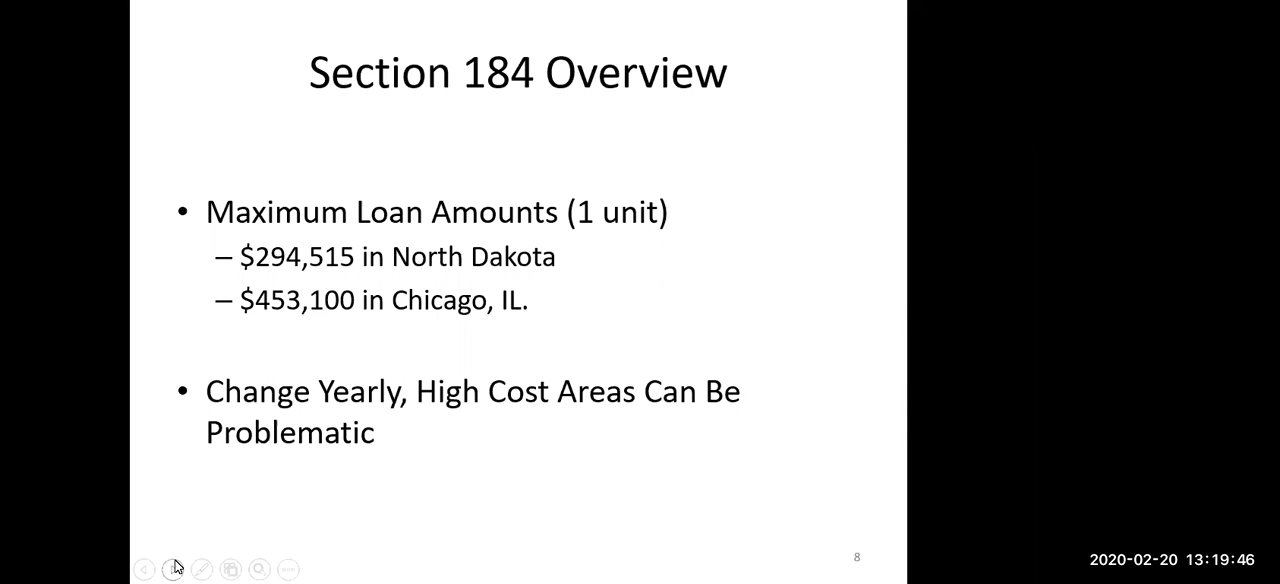 Section 184 Overview
• Maximum Loan Amounts (1 unit)
– $294,515 in North Dakota
– $453,100 in Chicago, IL.
• Change Yearly, High Cost Areas Can Be
Problematic
8
2020-02-20 13:19:46